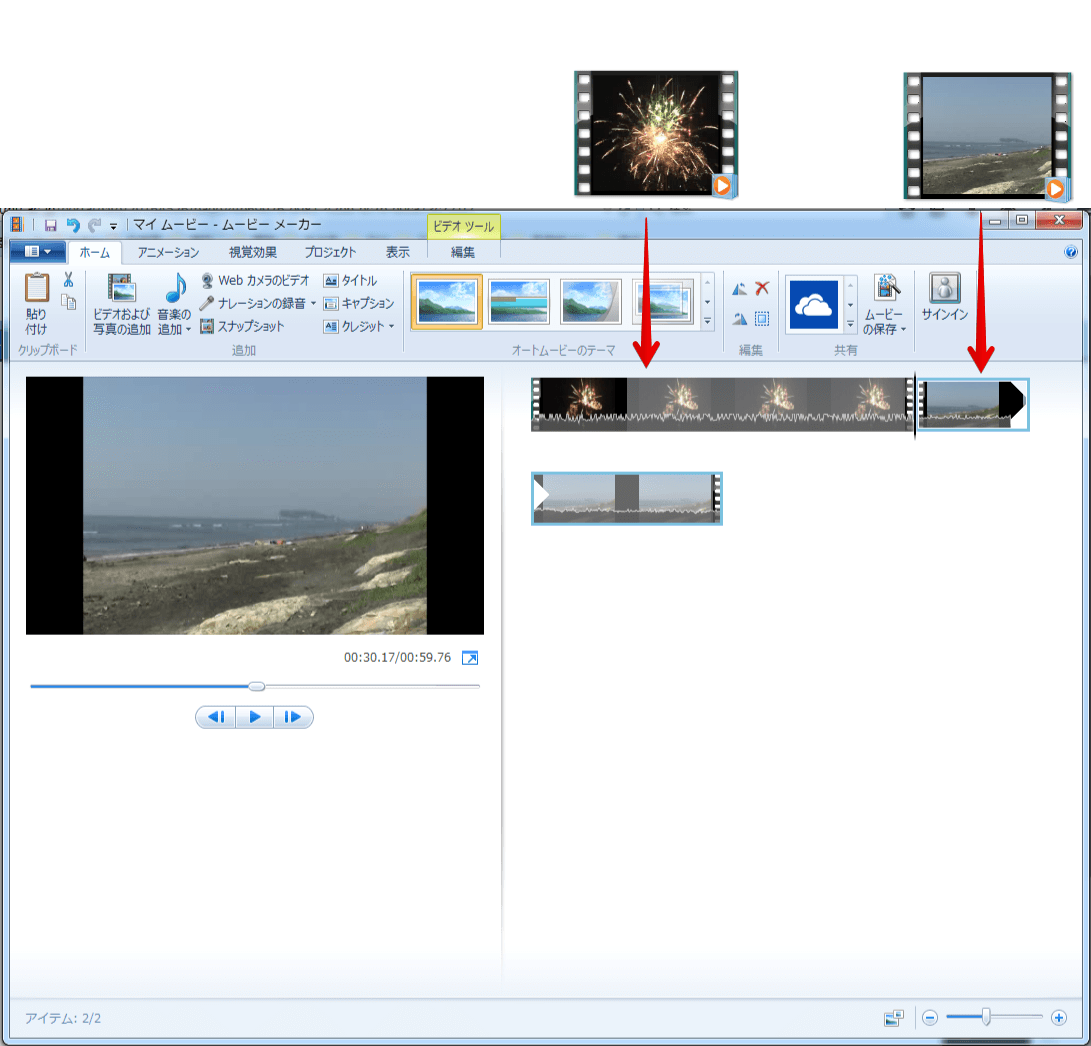 マイ ムービー - ムービー メーカー
ビデオ ツール
ホーム
アニメーション
視覚効果
プロジェクト
表示
編集
貼り
付け
クリップボード
ビデオおよび
写真の追加
音楽の
追加
Web カメラのビデオ
ナレーションの録音
スナップショット
タイトル
キャプション
クレジット
追加
オートムービーのテーマ
編集
ムービー
の保存
共有
サインイン
00:30.17/00:59.76
アイテム: 2/2